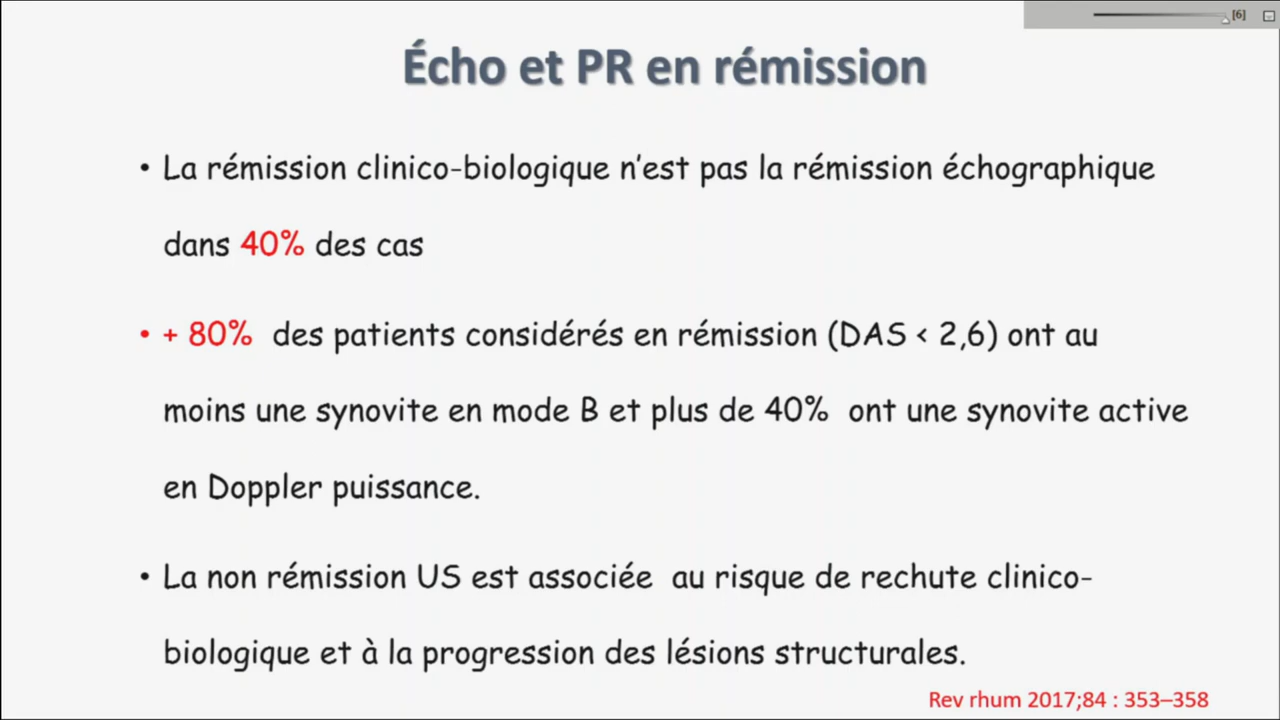 [6]
Écho et PR en rémission
• La rémission clinico-biologique n'est pas la rémission échographique
dans 40% des cas
• + 80% des patients considérés en rémission (DAS < 2,6) ont au
moins une synovite en mode B et plus de 40% ont une synovite active
en Doppler puissance.
• La non rémission US est associée au risque de rechute clinico-
biologique et à la progression des lésions structurales.
Rev rhum 2017;84 : 353–358